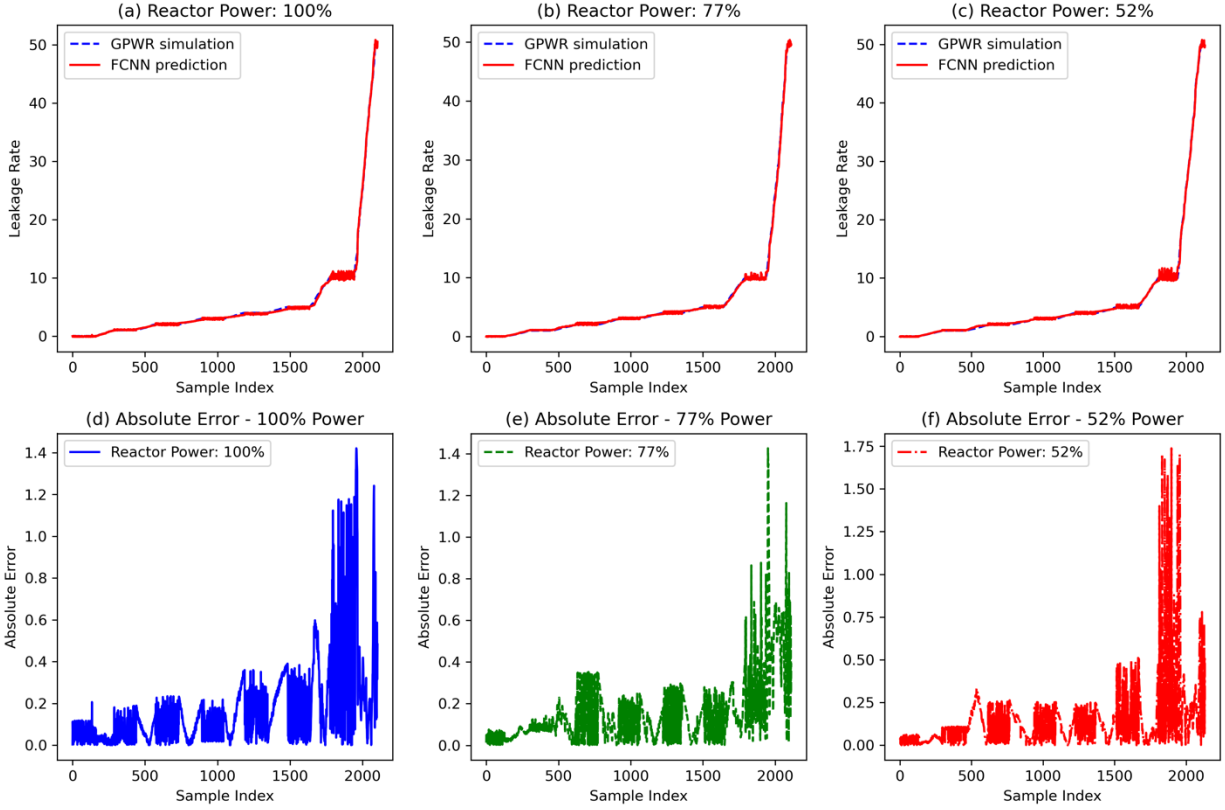 (a) Reactor Power: 100%
GPWR simulation
FCNN prediction
50
40
30
20
10
0
Leakage Rate
0 500 1000 1500 2000
Sample Index
(b) Reactor Power: 77%
GPWR simulation
FCNN prediction
50
40
30
20
10
0
Leakage Rate
0 500 1000 1500 2000
Sample Index
(c) Reactor Power: 52%
GPWR simulation
FCNN prediction
50
40
30
20
10
0
Leakage Rate
0 500 1000 1500 2000
Sample Index
(d) Absolute Error - 100% Power
Reactor Power: 100%
1.4
1.2
1.0
0.8
0.6
0.4
0.2
0.0
Absolute Error
0 500 1000 1500 2000
Sample Index
(e) Absolute Error - 77% Power
Reactor Power: 77%
1.4
1.2
1.0
0.8
0.6
0.4
0.2
0.0
Absolute Error
0 500 1000 1500 2000
Sample Index
(f) Absolute Error - 52% Power
Reactor Power: 52%
1.75
1.50
1.25
1.00
0.75
0.50
0.25
0.00
Absolute Error
0 500 1000 1500 2000
Sample Index